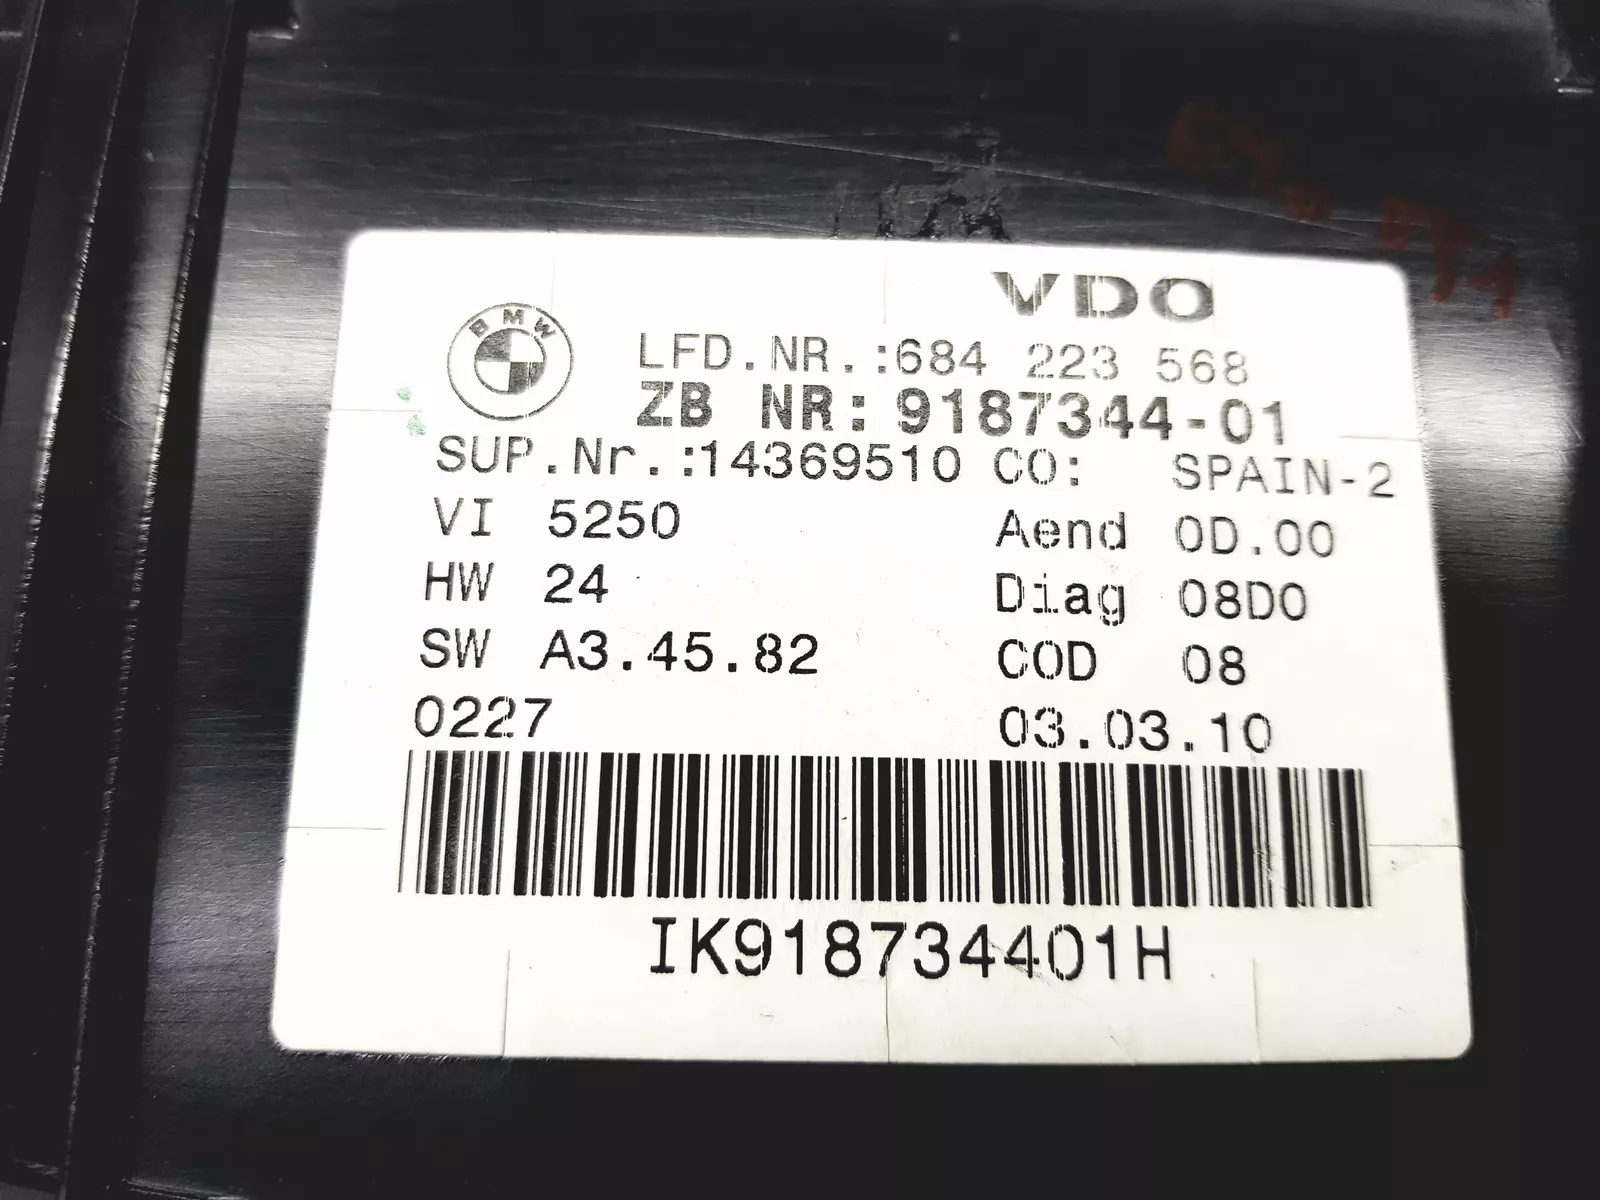 VDO
BMW
LFD.NR.:684 223 568
ZB NR:9187344-01
SUP.Nr.:14369510 CO: SPAIN-2
VI 5250 Aend 0D.00
HW 24 Diag 08D0
SW A3.45.82 COD 08
0227 03.03.10
IK918734401H